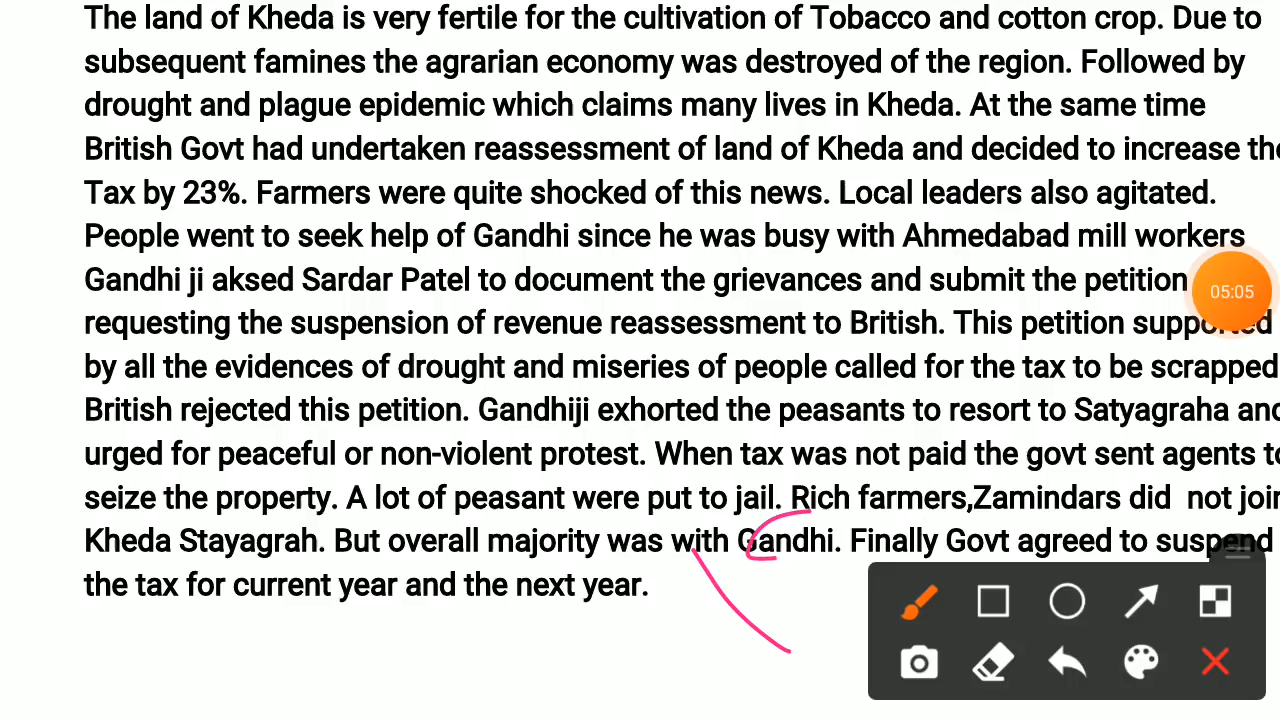 The land of Kheda is very fertile for the cultivation of Tobacco and cotton crop. Due to
subsequent famines the agrarian economy was destroyed of the region. Followed by
drought and plague epidemic which claims many lives in Kheda. At the same time
British Govt had undertaken reassessment of land of Kheda and decided to increase the
Tax by 23%. Farmers were quite shocked of this news. Local leaders also agitated.
People went to seek help of Gandhi since he was busy with Ahmedabad mill workers
Gandhi ji aksed Sardar Patel to document the grievances and submit the petition
05:05
requesting the suspension of revenue reassessment to British. This petition supported
by all the evidences of drought and miseries of people called for the tax to be scrapped
British rejected this petition. Gandhiji exhorted the peasants to resort to Satyagraha and
urged for peaceful or non-violent protest. When tax was not paid the govt sent agents to
seize the property. A lot of peasant were put to jail. Rich farmers,Zamindars did not join
Kheda Stayagrah. But overall majority was with Gandhi. Finally Govt agreed to suspend
the tax for current year and the next year.